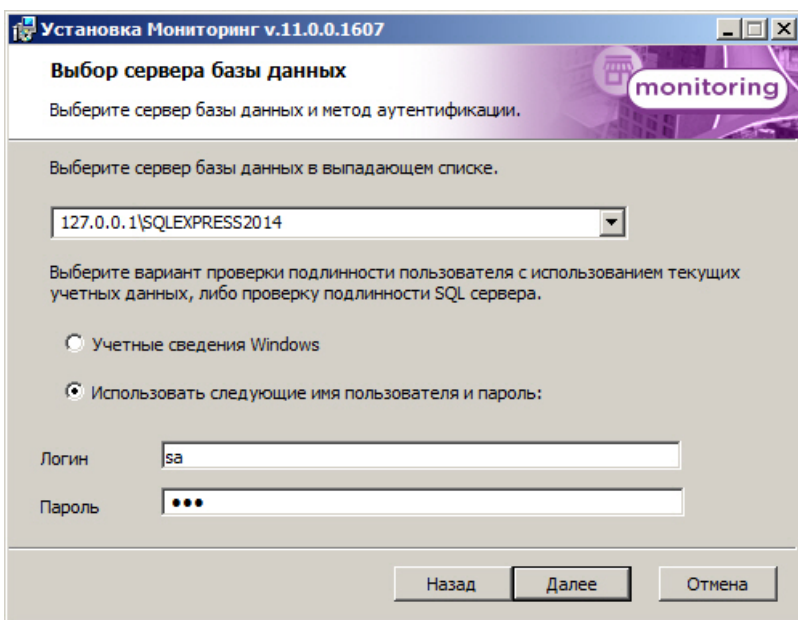 Установка Мониторинг v.11.0.0.1607
Выбор сервера базы данных
monitoring
Выберите сервер базы данных и метод аутентификации.
Выберите сервер базы данных в выпадающем списке.
127.0.0.1\SQLEXPRESS2014
Выберите вариант проверки подлинности пользователя с использованием текущих
учетных данных, либо проверку подлинности SQL сервера.
Учетные сведения Windows
Использовать следующие имя пользователя и пароль:
Логин sa
Пароль •••
Назад Далее Отмена